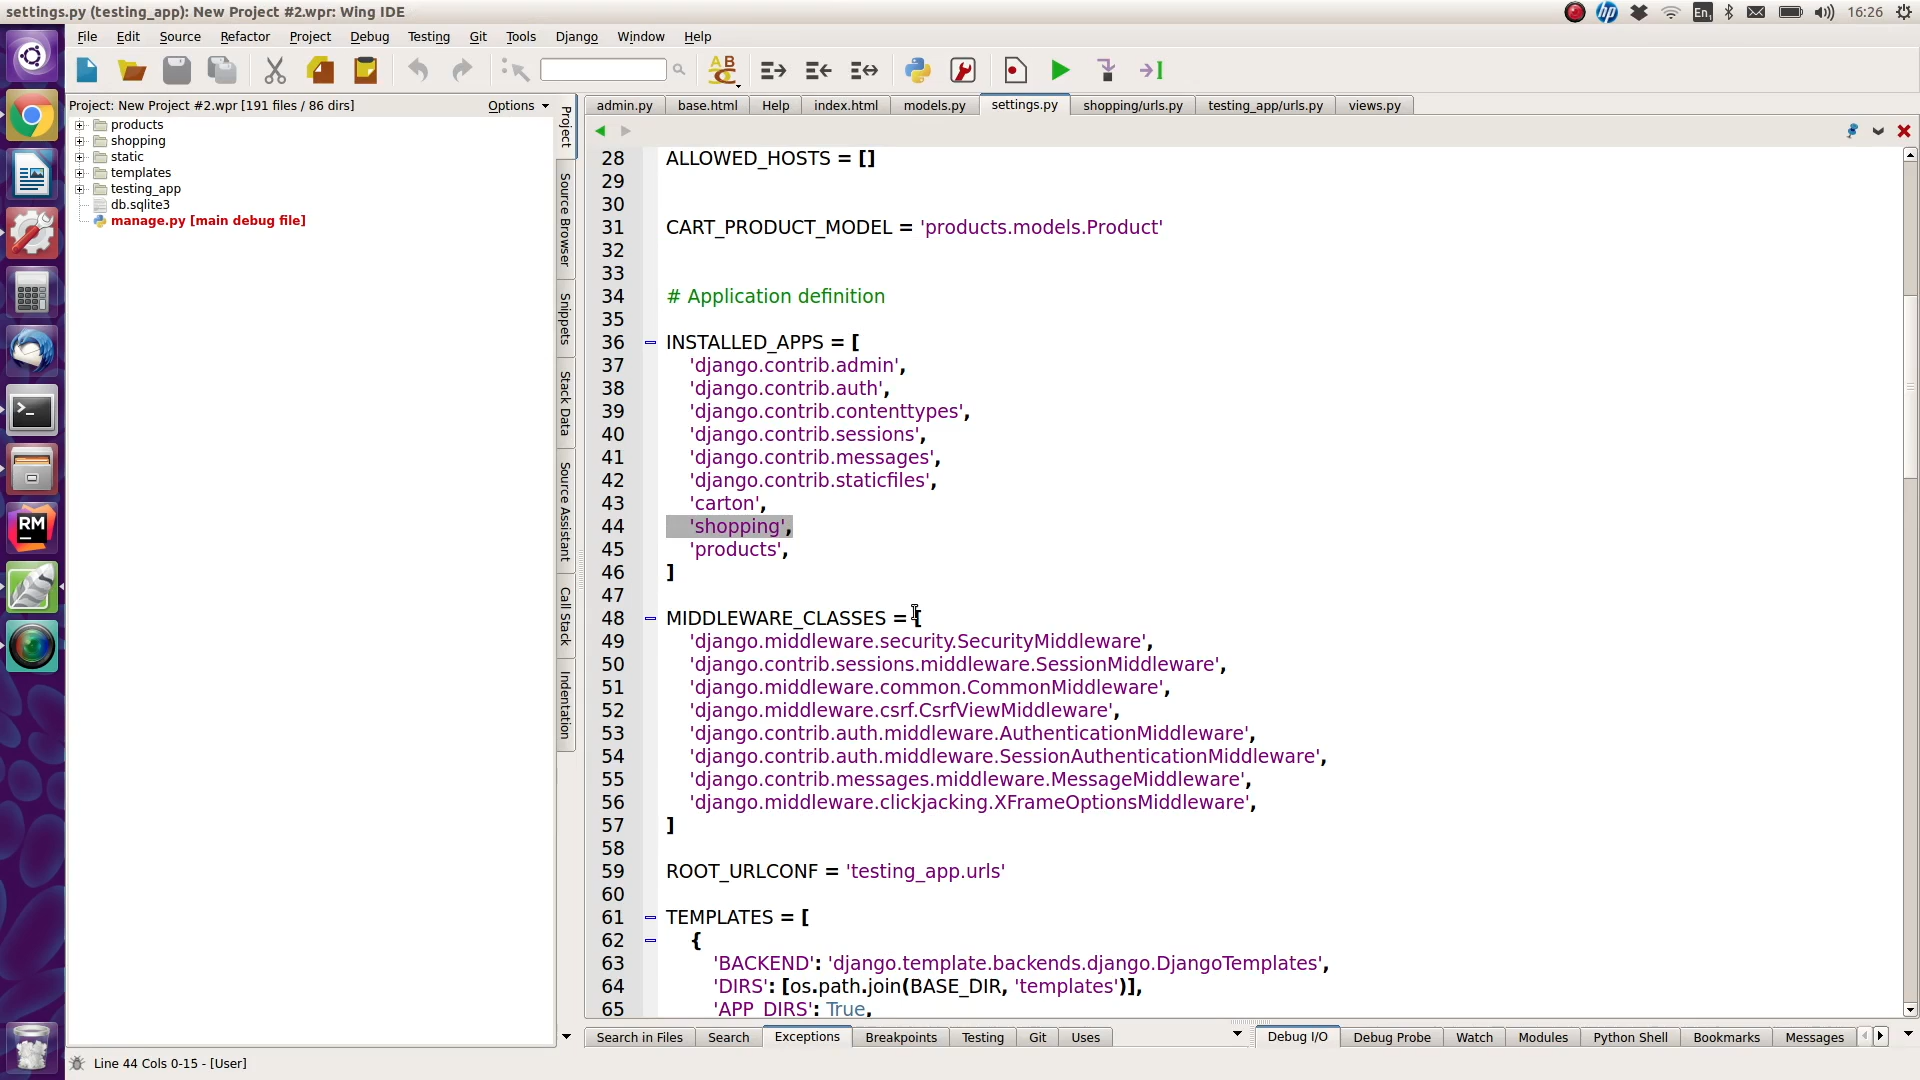 settings.py (testing_app): New Project #2.wpr: Wing IDE
hp En1 16:26
File Edit Source Refactor Project Debug Testing Git Tools Django Window Help
AB
Project: New Project #2.wpr [191 files / 86 dirs] Options
admin.py base.html Help index.html models.py settings.py shopping/urls.py testing_app/urls.py views.py
products
shopping
static
templates
testing_app
db.sqlite3
manage.py [main debug file]
RM
Project
Source Browser
Snippets
Stack Data
Source Assistant
Call Stack
Indentation
28 ALLOWED_HOSTS = []
29
30
31 CART_PRODUCT_MODEL = 'products.models.Product'
32
33
34 # Application definition
35
36 INSTALLED_APPS = [
37 'django.contrib.admin',
38 'django.contrib.auth',
39 'django.contrib.contenttypes',
40 'django.contrib.sessions',
41 'django.contrib.messages',
42 'django.contrib.staticfiles',
43 'carton',
44 'shopping',
45 'products',
46 ]
47
48 MIDDLEWARE_CLASSES = [
49 'django.middleware.security.SecurityMiddleware',
50 'django.contrib.sessions.middleware.SessionMiddleware',
51 'django.middleware.common.CommonMiddleware',
52 'django.middleware.csrf.CsrfViewMiddleware',
53 'django.contrib.auth.middleware.AuthenticationMiddleware',
54 'django.contrib.auth.middleware.SessionAuthenticationMiddleware',
55 'django.contrib.messages.middleware.MessageMiddleware',
56 'django.middleware.clickjacking.XFrameOptionsMiddleware',
57 ]
58
59 ROOT_URLCONF = 'testing_app.urls'
60
61 TEMPLATES = [
62 {
63 'BACKEND': 'django.template.backends.django.DjangoTemplates',
64 'DIRS': [os.path.join(BASE_DIR, 'templates')],
65 'APP_DIRS': True,
Search in Files Search Exceptions Breakpoints Testing Git Uses Debug I/O Debug Probe Watch Modules Python Shell Bookmarks Messages
Line 44 Cols 0-15 - [User]